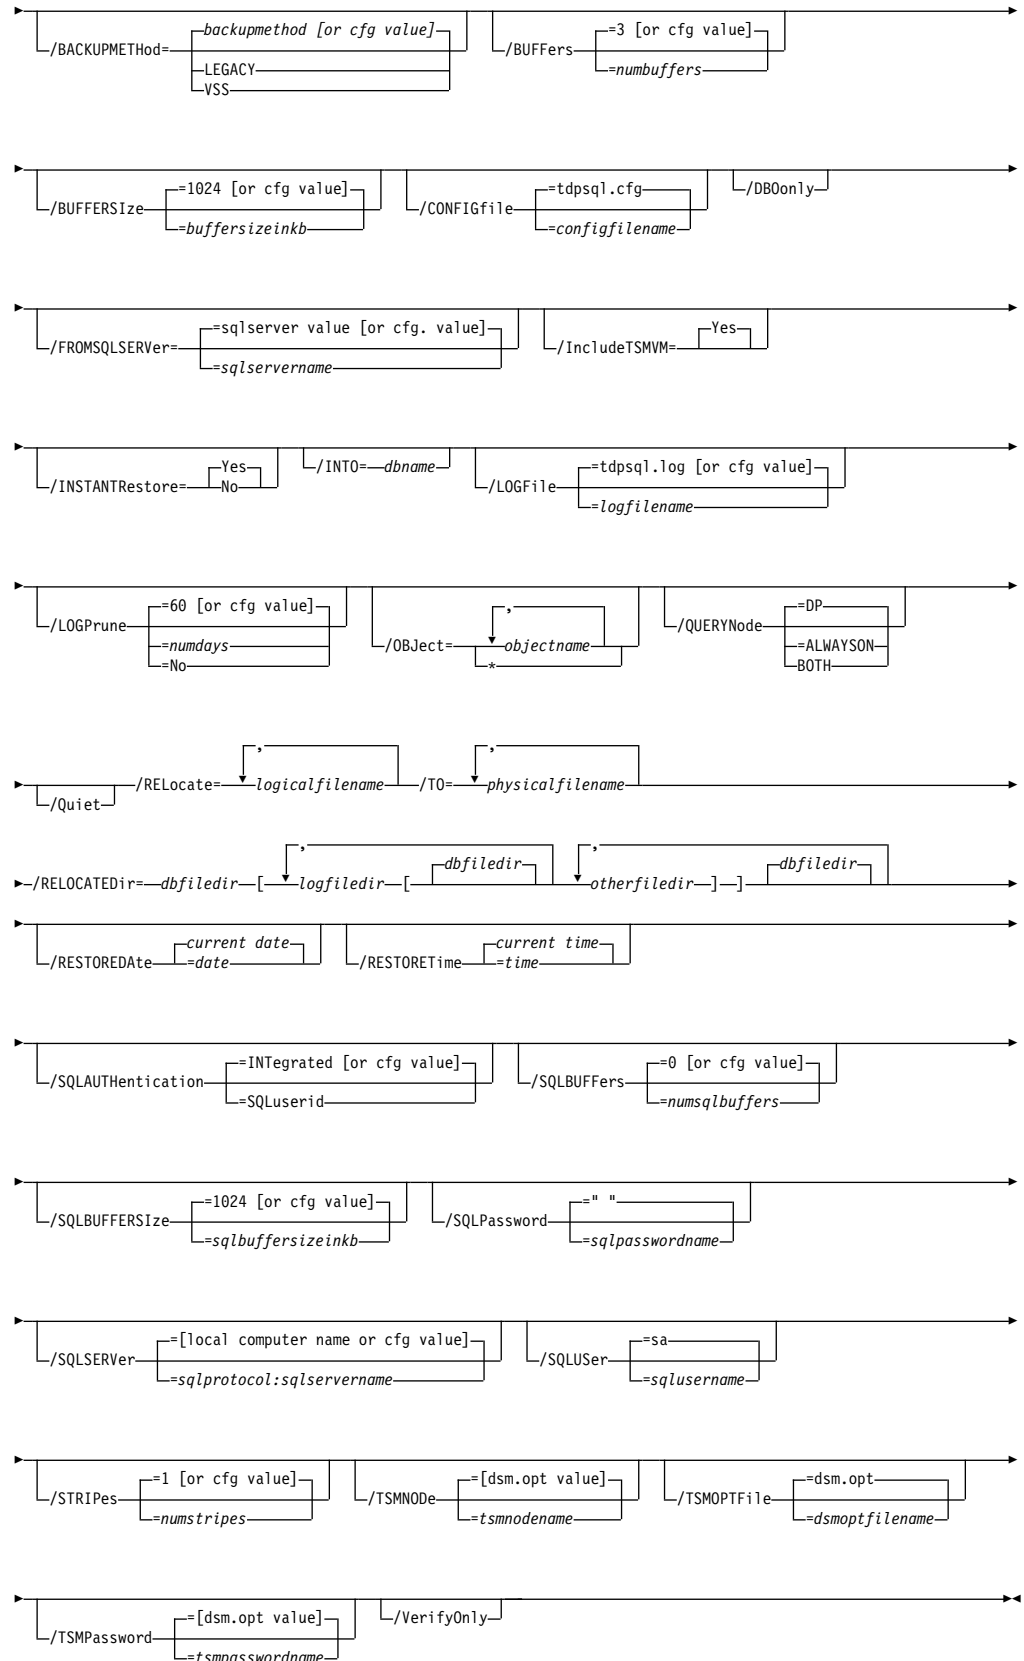 backupmethod [or cfg value]
/BACKUPMETHod=
LEGACY
VSS
=3 [or cfg value]
/BUFFers
=numbuffers
=1024 [or cfg value]
/BUFFERSIze
=buffersizeinkb
=tdpsql.cfg
/CONFIGfile
=configfilename
/DBOonly
=sqlserver value [or cfg. value]
/FROMSQLSERVer=
=sqlservername
Yes
/IncludeTSMVM=
Yes
/INSTANTRestore=
No
/INTO=
dbname
=tdpsql.log [or cfg value]
/LOGFile
=logfilename
=60 [or cfg value]
/LOGPrune
=numdays
=No
,
/OBJect=
objectname
*
=DP
/QUERYNode
=ALWAYSON
BOTH
/Quiet
,
/RELocate=
logicalfilename
,
/TO=
physicalfilename
/RELOCATEDir=
dbfiledir
[
,
logfiledir
[
dbfiledir
,
otherfiledir
]
]
dbfiledir
current date
/RESTOREDAte
=date
current time
/RESTORETime
=time
=INTegrated [or cfg value]
/SQLAUTHentication
=SQLuserid
=0 [or cfg value]
/SQLBUFFers
=numsqlbuffers
=1024 [or cfg value]
/SQLBUFFERSIze
=sqlbuffersizeinkb
=" "
/SQLPassword
=sqlpasswordname
=[local computer name or cfg value]
/SQLSERVer
=sqlprotocol:sqlservername
=sa
/SQLUSer
=sqlusername
=1 [or cfg value]
/STRIPes
=numstripes
=[dsm.opt value]
/TSMNODe
=tsmnodename
=dsm.opt
/TSMOPTFile
=dsmoptfilename
=[dsm.opt value]
/TSMPassword
=tsmpasswordname
/VerifyOnly